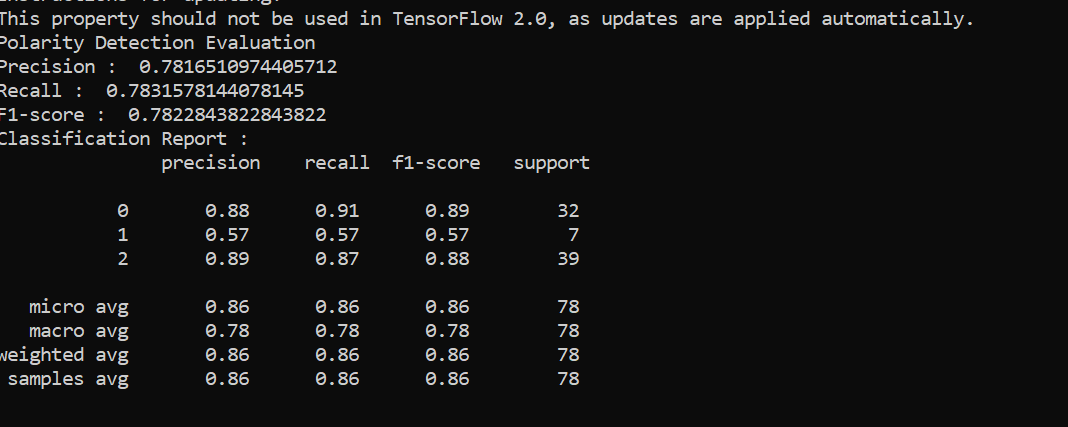 This property should not be used in TensorFlow 2.0, as updates are applied automatically.
Polarity Detection Evaluation
Precision :  0.7816510974405712
Recall :  0.7831578144078145
F1-score :  0.7822843822843822
Classification Report :
precision recall f1-score support
0 0.88 0.91 0.89 32
1 0.57 0.57 0.57 7
2 0.89 0.87 0.88 39
micro avg 0.86 0.86 0.86 78
macro avg 0.78 0.78 0.78 78
weighted avg 0.86 0.86 0.86 78
samples avg 0.86 0.86 0.86 78